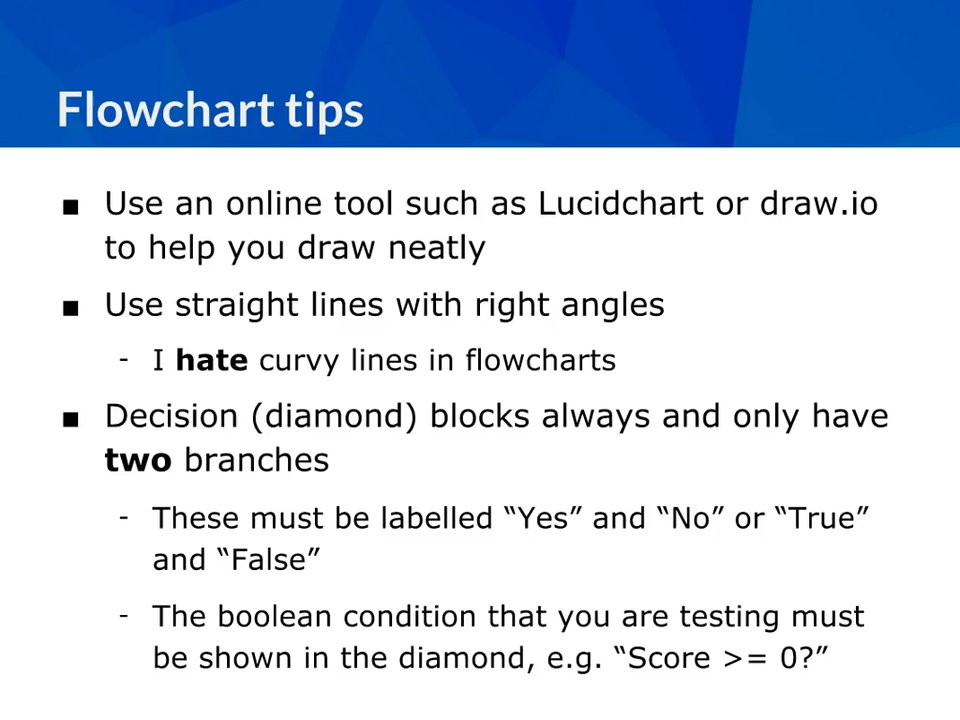 Flowchart tips
■ Use an online tool such as Lucidchart or draw.io
to help you draw neatly
■ Use straight lines with right angles
- I hate curvy lines in flowcharts
■ Decision (diamond) blocks always and only have
two branches
- These must be labelled “Yes” and “No” or “True”
and “False”
- The boolean condition that you are testing must
be shown in the diamond, e.g. “Score >= 0?”